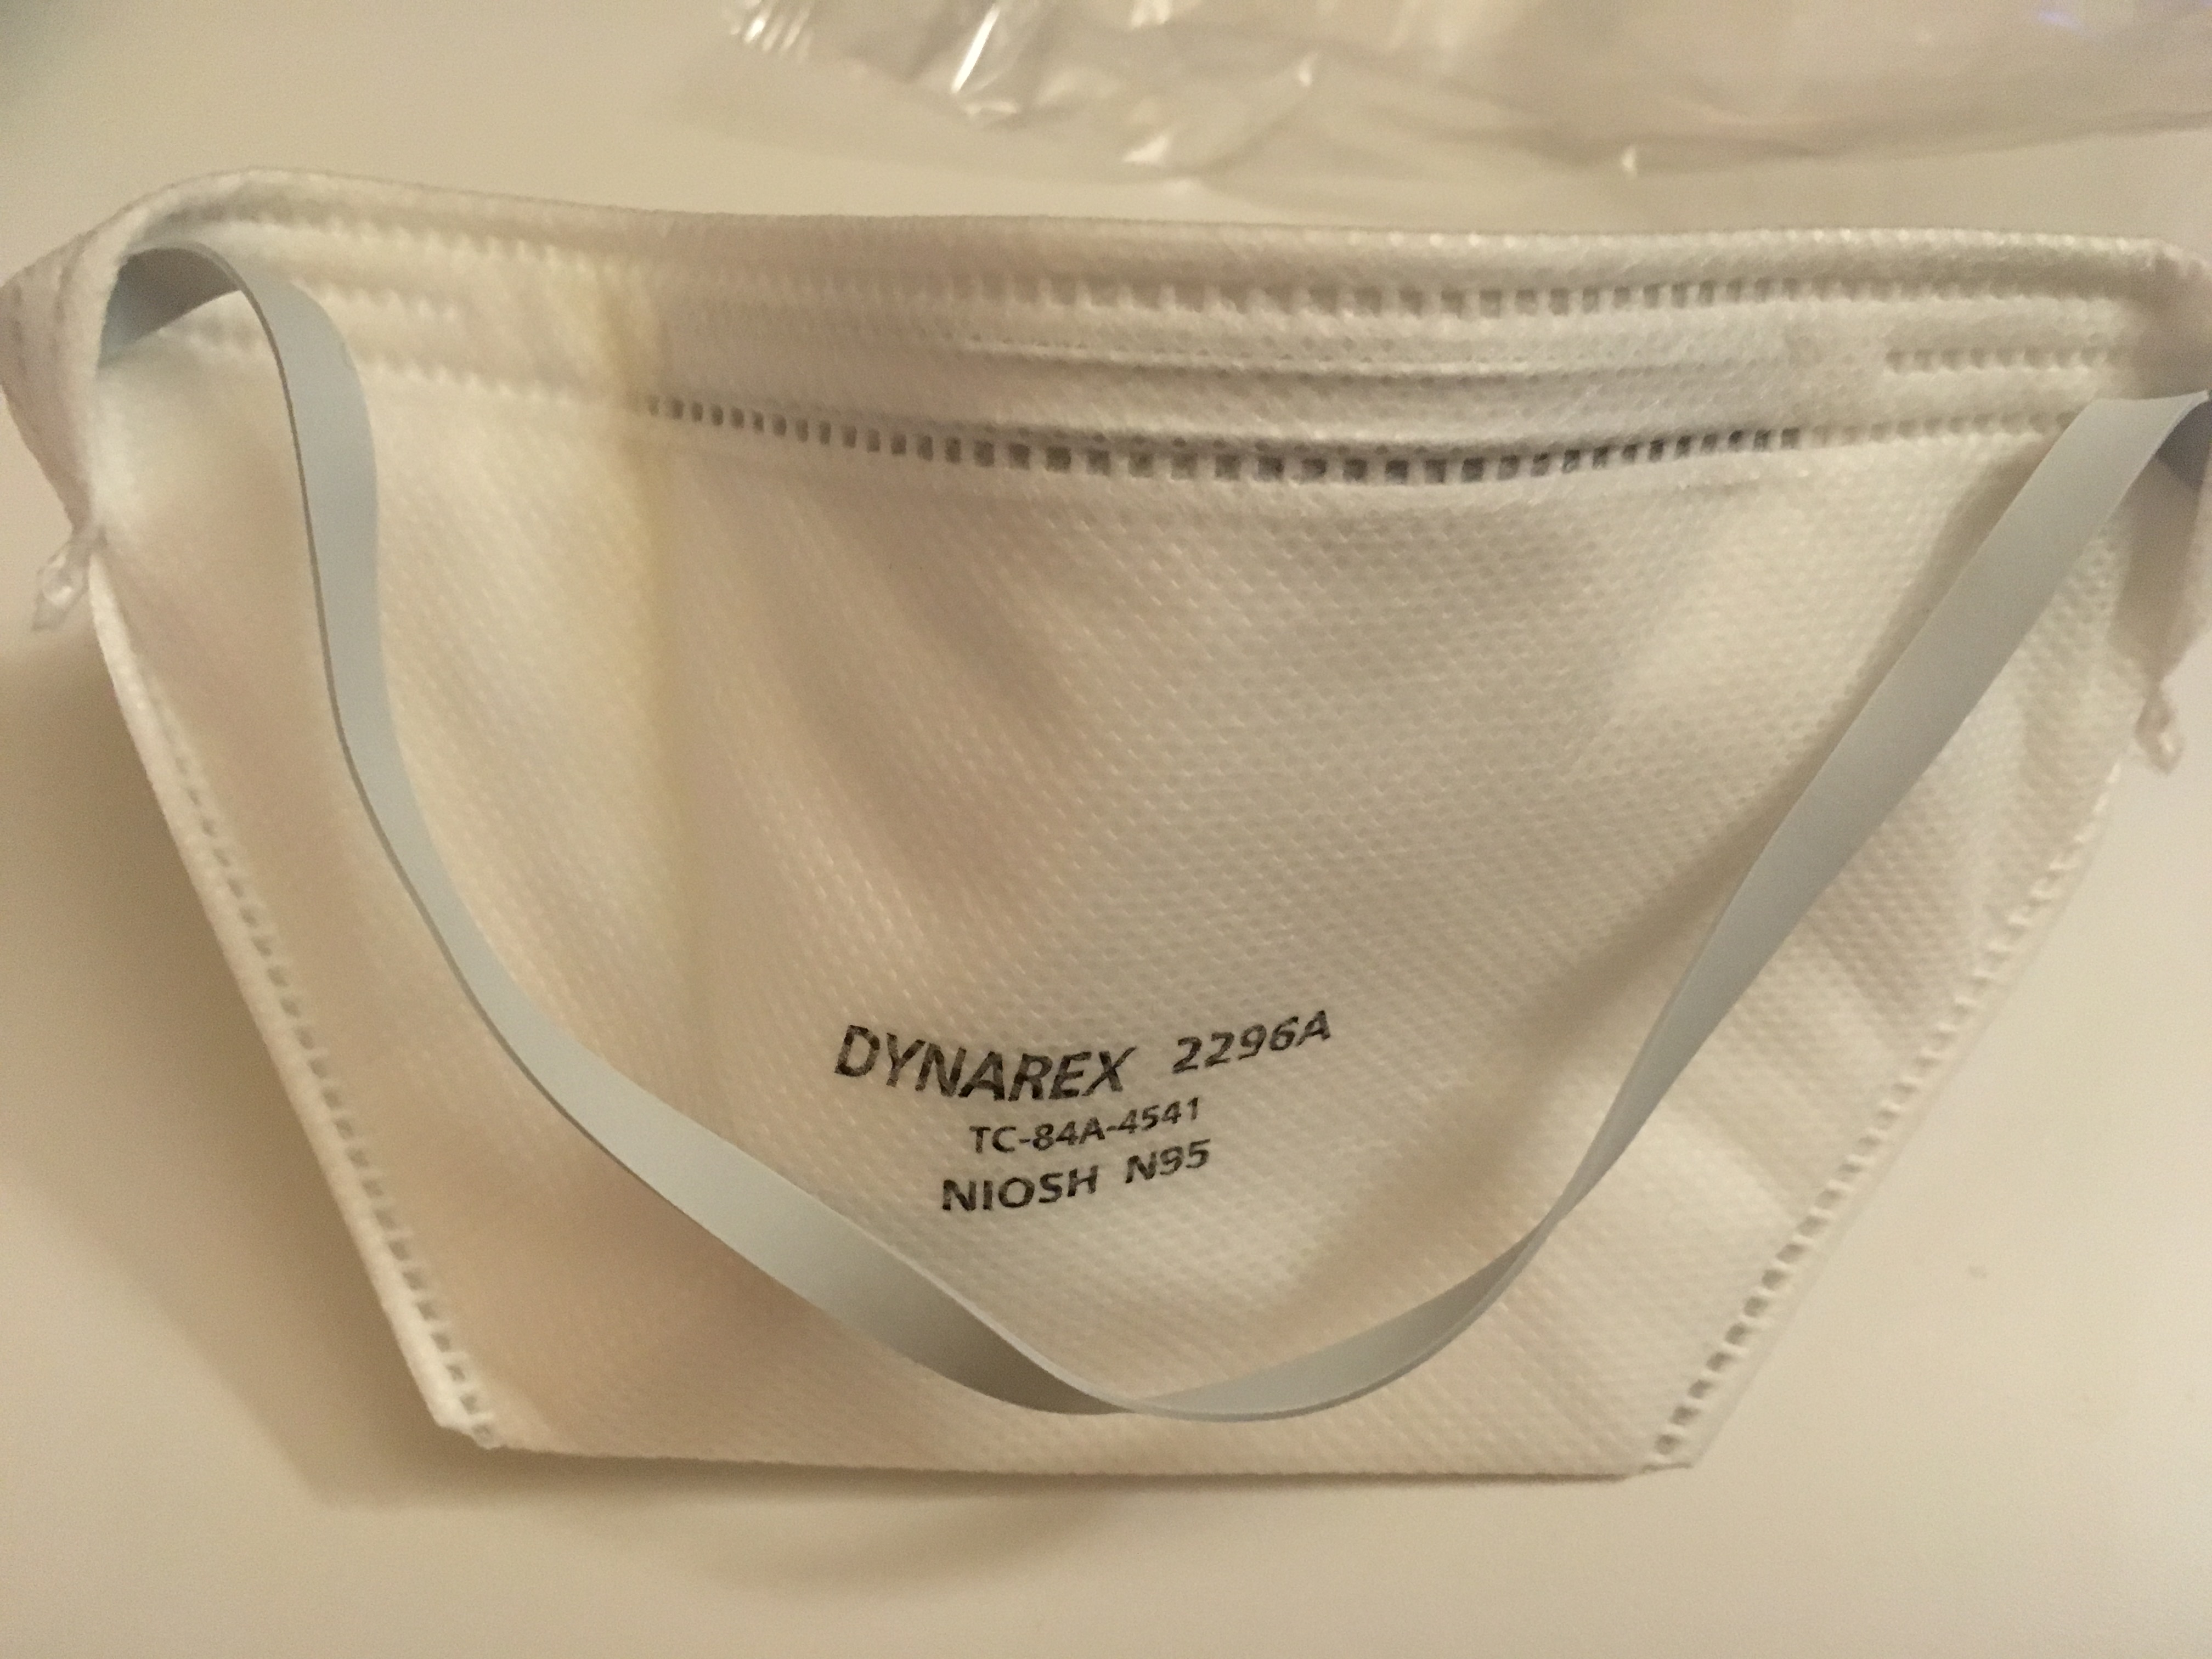 DYNAREX 2296A
TC-84A-4541
NIOSH N95